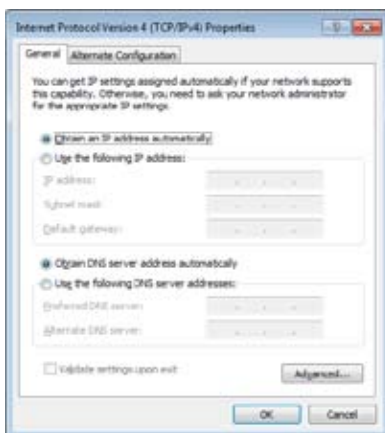 Internet Protocol Version 4 (TCP/IPv4) Properties
General
Alternate Configuration
You can get IP settings assigned automatically if your network supports
this capability. Otherwise, you need to ask your network administrator
for the appropriate IP settings.
Obtain an IP address automatically
Use the following IP address:
IP address:
Subnet mask:
Default gateway:
Obtain DNS server address automatically
Use the following DNS server addresses:
Preferred DNS server:
Alternate DNS server:
Validate settings upon exit
Advanced...
OK
Cancel